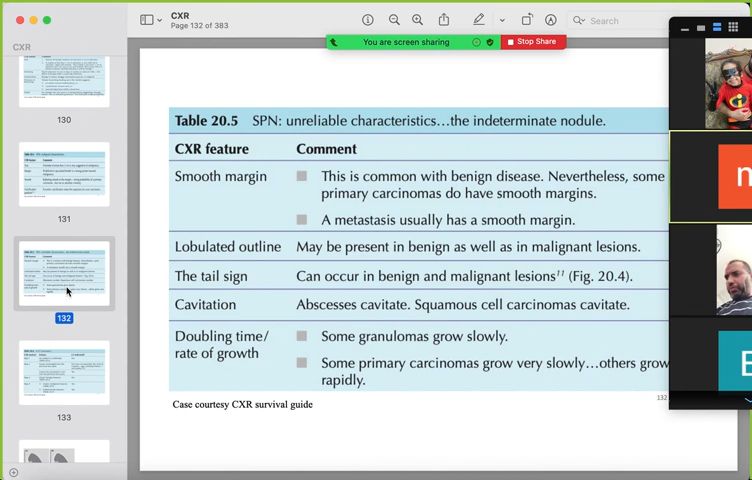 CXR
Page 132 of 383
Search
You are screen sharing
Stop Share
CXR
130
131
132
133
Table 20.5 SPN: unreliable characteristics…the indeterminate nodule.
CXR feature Comment
Smooth margin This is common with benign disease. Nevertheless, some
primary carcinomas do have smooth margins.
A metastasis usually has a smooth margin.
Lobulated outline May be present in benign as well as in malignant lesions.
The tail sign Can occur in benign and malignant lesions¹¹ (Fig. 20.4).
Cavitation Abscesses cavitate. Squamous cell carcinomas cavitate.
Doubling time/ Some granulomas grow slowly.
rate of growth Some primary carcinomas grow very slowly…others grow
rapidly.
Case courtesy CXR survival guide
132
E